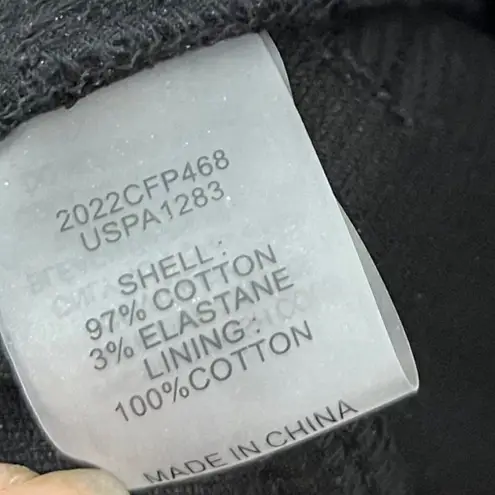 2022CFP468
USPA1283
SHELL :
97% COTTON
3% ELASTANE
LINING :
100%COTTON
MADE IN CHINA